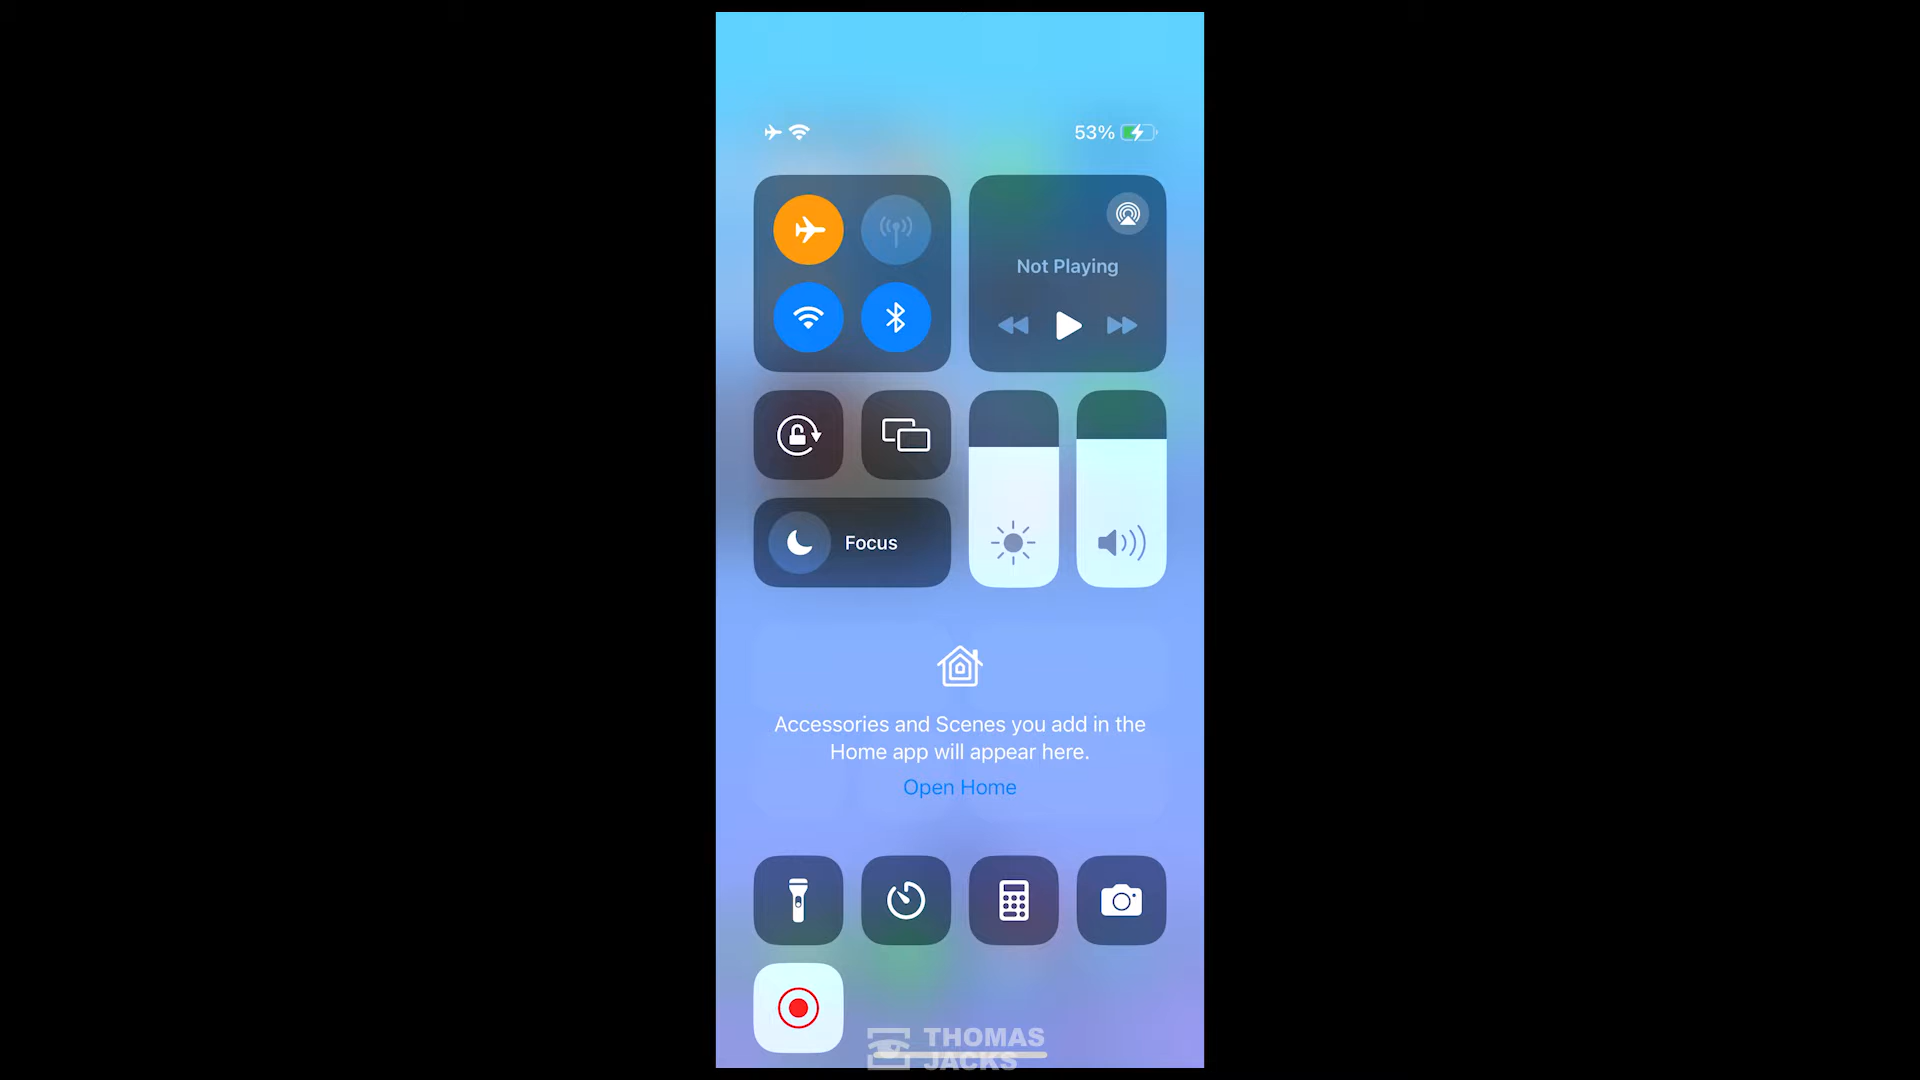 53%
Not Playing
Focus
Accessories and Scenes you add in the
Home app will appear here.
Open Home
THOMAS
JACKS